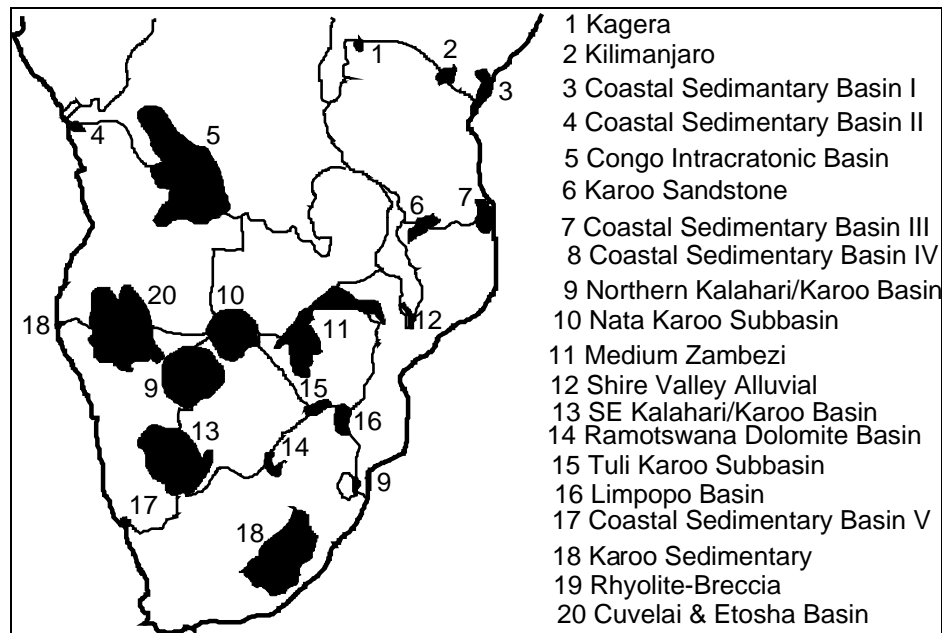 1
2
3
4
5
6
7
20
10
18
11
12
9
15
16
13
14
19
17
18
1 Kagera
2 Kilimanjaro
3 Coastal Sedimantary Basin I
4 Coastal Sedimentary Basin II
5 Congo Intracratonic Basin
6 Karoo Sandstone
7 Coastal Sedimentary Basin III
8 Coastal Sedimentary Basin IV
9 Northern Kalahari/Karoo Basin
10 Nata Karoo Subbasin
11 Medium Zambezi
12 Shire Valley Alluvial
13 SE Kalahari/Karoo Basin
14 Ramotswana Dolomite Basin
15 Tuli Karoo Subbasin
16 Limpopo Basin
17 Coastal Sedimentary Basin V
18 Karoo Sedimentary
19 Rhyolite-Breccia
20 Cuvelai & Etosha Basin